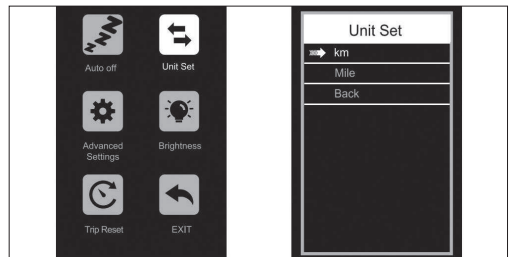 Auto off
Unit Set
Advanced
Settings
Brightness
Trip Reset
EXIT
Unit Set
km
Mile
Back